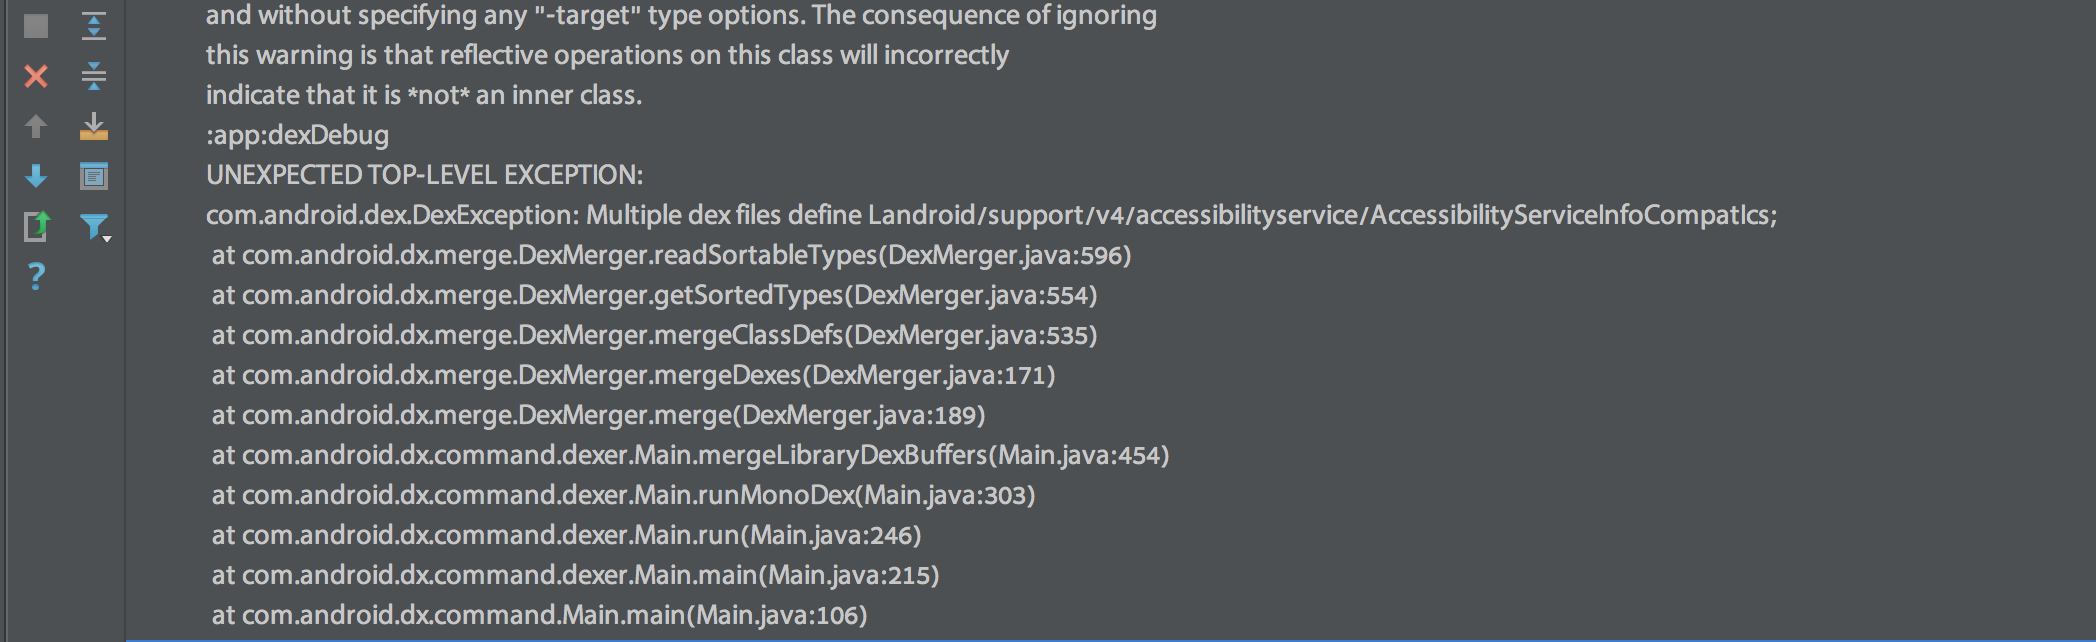 and without specifying any "-target" type options. The consequence of ignoring
this warning is that reflective operations on this class will incorrectly
indicate that it is *not* an inner class.
:app:dexDebug
UNEXPECTED TOP-LEVEL EXCEPTION:
com.android.dex.DexException: Multiple dex files define Landroid/support/v4/accessibilityservice/AccessibilityServiceInfoCompatIcs;
at com.android.dx.merge.DexMerger.readSortableTypes(DexMerger.java:596)
at com.android.dx.merge.DexMerger.getSortedTypes(DexMerger.java:554)
at com.android.dx.merge.DexMerger.mergeClassDefs(DexMerger.java:535)
at com.android.dx.merge.DexMerger.mergeDexes(DexMerger.java:171)
at com.android.dx.merge.DexMerger.merge(DexMerger.java:189)
at com.android.dx.command.dexer.Main.mergeLibraryDexBuffers(Main.java:454)
at com.android.dx.command.dexer.Main.runMonoDex(Main.java:303)
at com.android.dx.command.dexer.Main.run(Main.java:246)
at com.android.dx.command.dexer.Main.main(Main.java:215)
at com.android.dx.command.Main.main(Main.java:106)